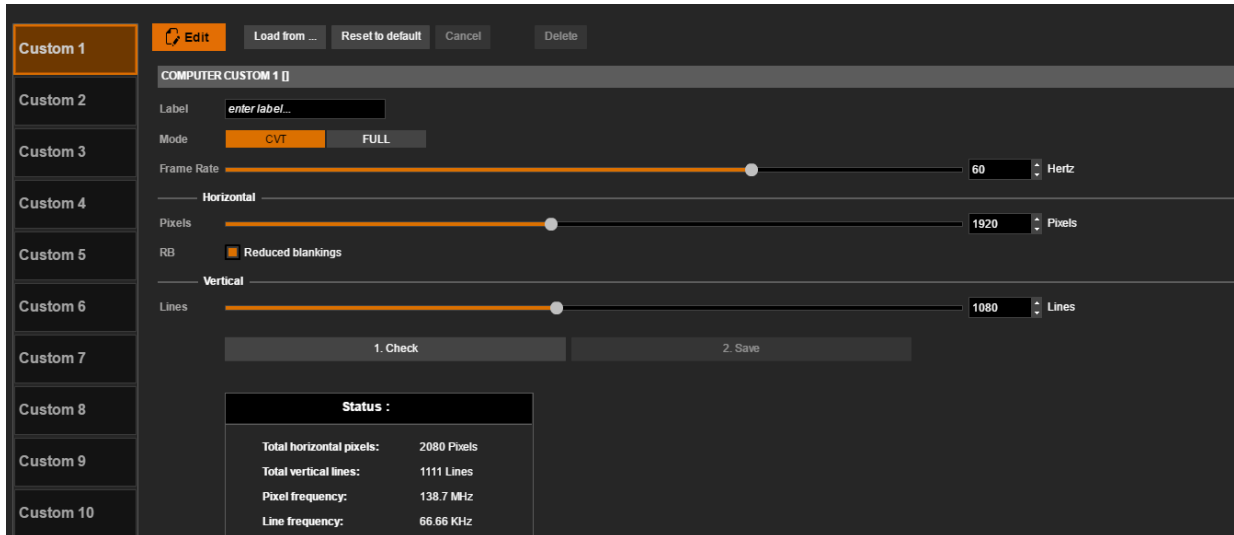 Custom 1
Custom 2
Custom 3
Custom 4
Custom 5
Custom 6
Custom 7
Custom 8
Custom 9
Custom 10
Edit Load from ... Reset to default Cancel Delete
COMPUTER CUSTOM 1 []
Label enter label...
Mode CVT FULL
Frame Rate 60 Hertz
Horizontal
Pixels 1920 Pixels
RB Reduced blankings
Vertical
Lines 1080 Lines
1. Check 2. Save
Status :
Total horizontal pixels: 2080 Pixels
Total vertical lines: 1111 Lines
Pixel frequency: 138.7 MHz
Line frequency: 66.66 KHz